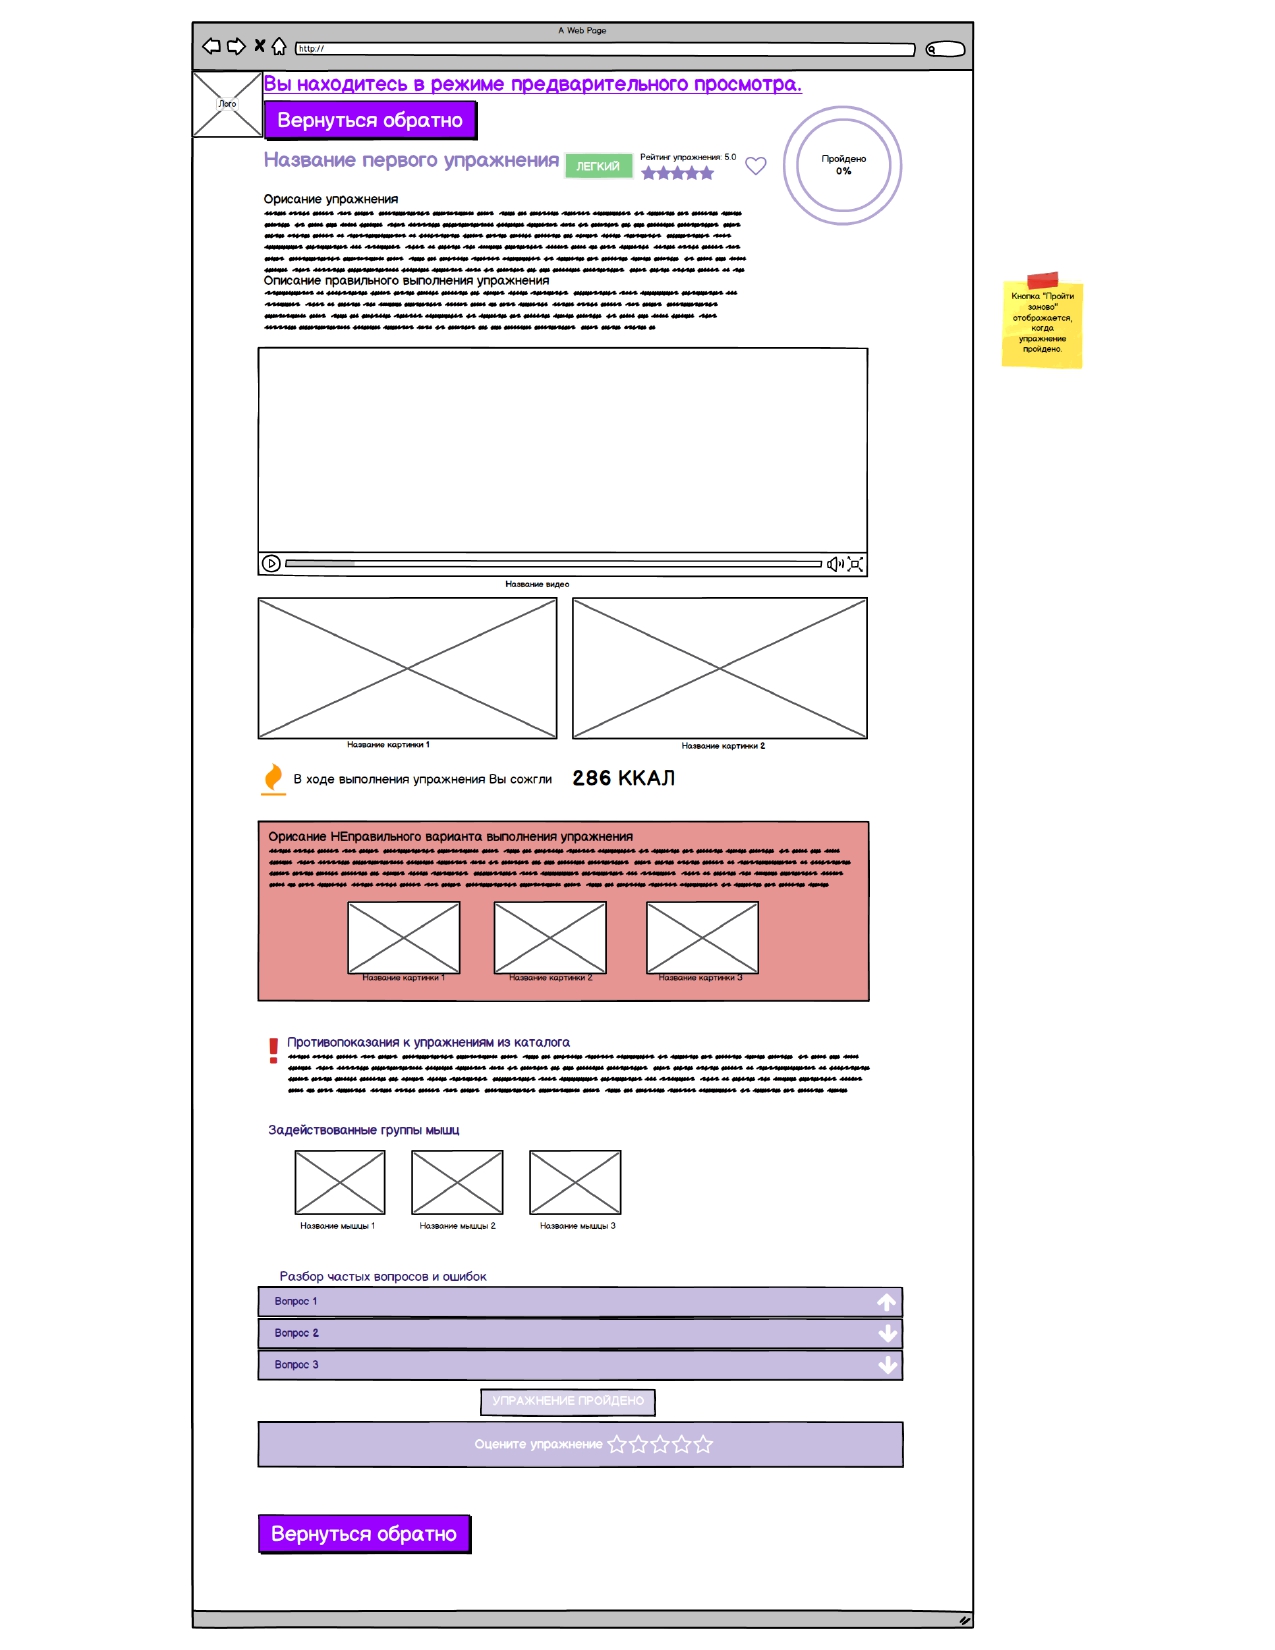 A Web Page
http://
Лого
Вы находитесь в режиме предварительного просмотра.
Вернуться обратно
Название первого упражнения
ЛЕГКИЙ
Рейтинг упражнения: 5.0
Пройдено
0%
Орисание упражнения
Описание правильного выполнения упражнения
Кнопка "Пройти
заново"
отображается,
когда
упражнение
пройдено.
Название видео
Название картинки 1
Название картинки 2
В ходе выполнения упражнения Вы сожгли
286 ККАЛ
Орисание НЕправильного варианта выполнения упражнения
Название картинки 1
Название картинки 2
Название картинки 3
Противопоказания к упражнениям из каталога
Задействованные группы мышц
Название мышцы 1
Название мышцы 2
Название мышцы 3
Разбор частых вопросов и ошибок
Вопрос 1
Вопрос 2
Вопрос 3
УПРАЖНЕНИЕ ПРОЙДЕНО
Оцените упражнение
Вернуться обратно